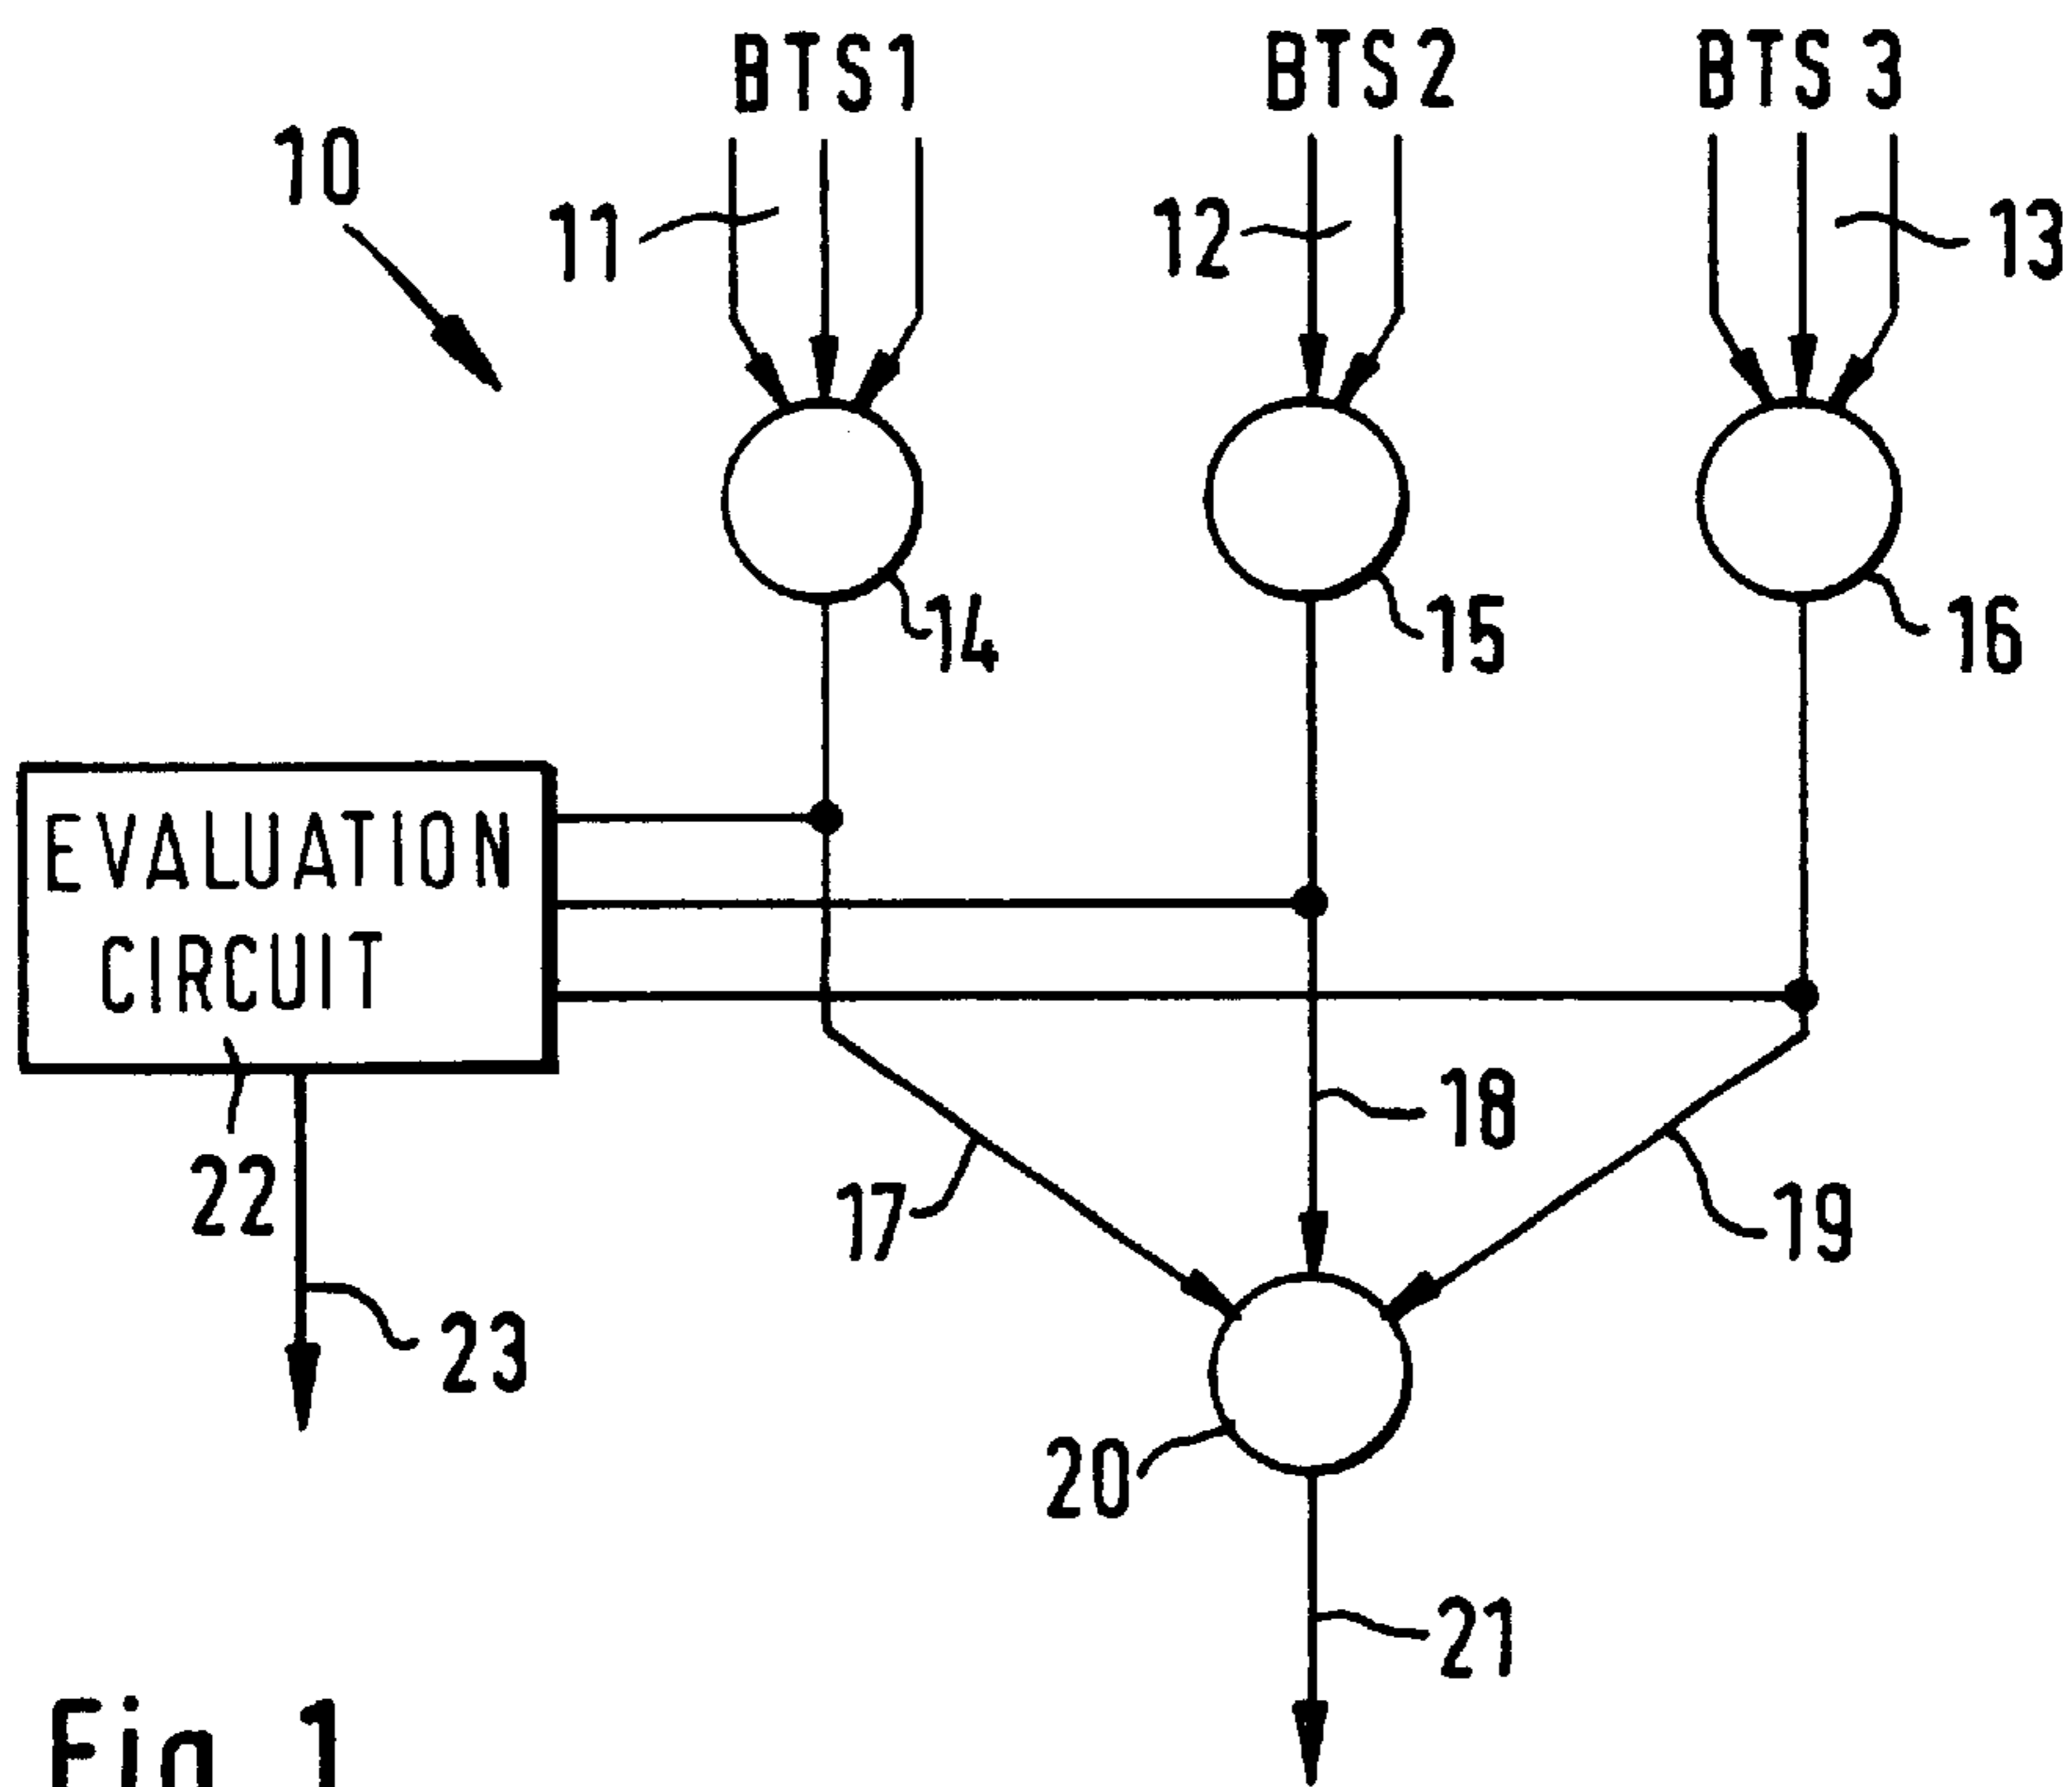 BTS1 BTS2 BTS 3
10
11 12 13
14 15 16
EVALUATION
CIRCUIT
18
22 17 19
23
20
21
Fig. 1